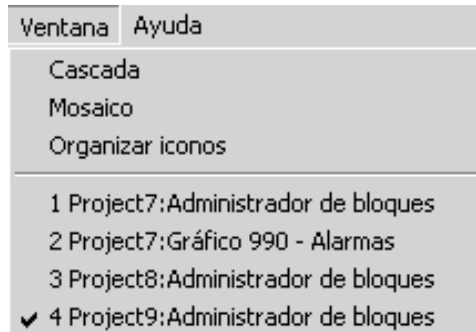 Ventana Ayuda
Cascada
Mosaico
Organizar iconos
1 Project7:Administrador de bloques
2 Project7:Gráfico 990 - Alarmas
3 Project8:Administrador de bloques
4 Project9:Administrador de bloques